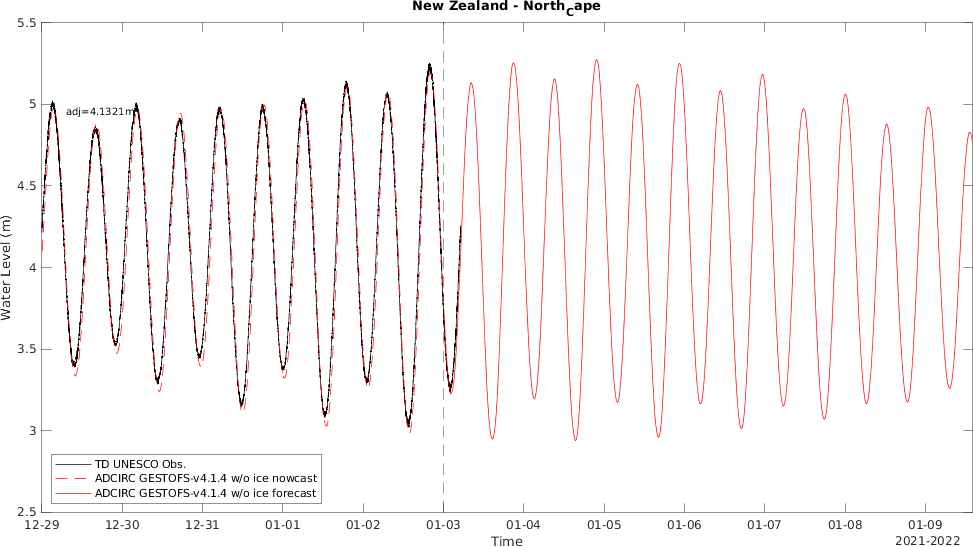 New Zealand - NorthCape
5.5
5
4.5
4
3.5
3
2.5
Water Level (m)
adj=4.1321m
TD UNESCO Obs.
ADCIRC GESTOFS-v4.1.4 w/o ice nowcast
ADCIRC GESTOFS-v4.1.4 w/o ice forecast
12-29 12-30 12-31 01-01 01-02 01-03 01-04 01-05 01-06 01-07 01-08 01-09
Time
2021-2022